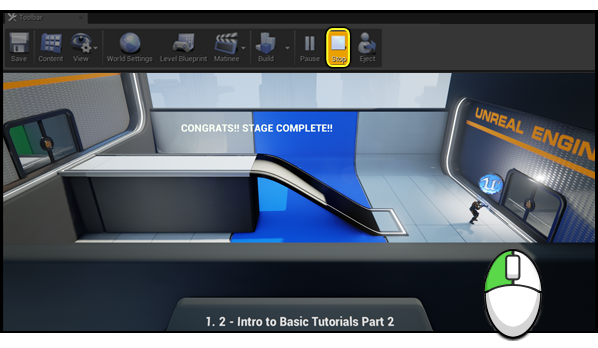 Toolbar
Save Content View World Settings Level Blueprint Matinee Build Pause Stop Eject
CONGRATS!! STAGE COMPLETE!!
UNREAL ENGIN
1. 2 - Intro to Basic Tutorials Part 2